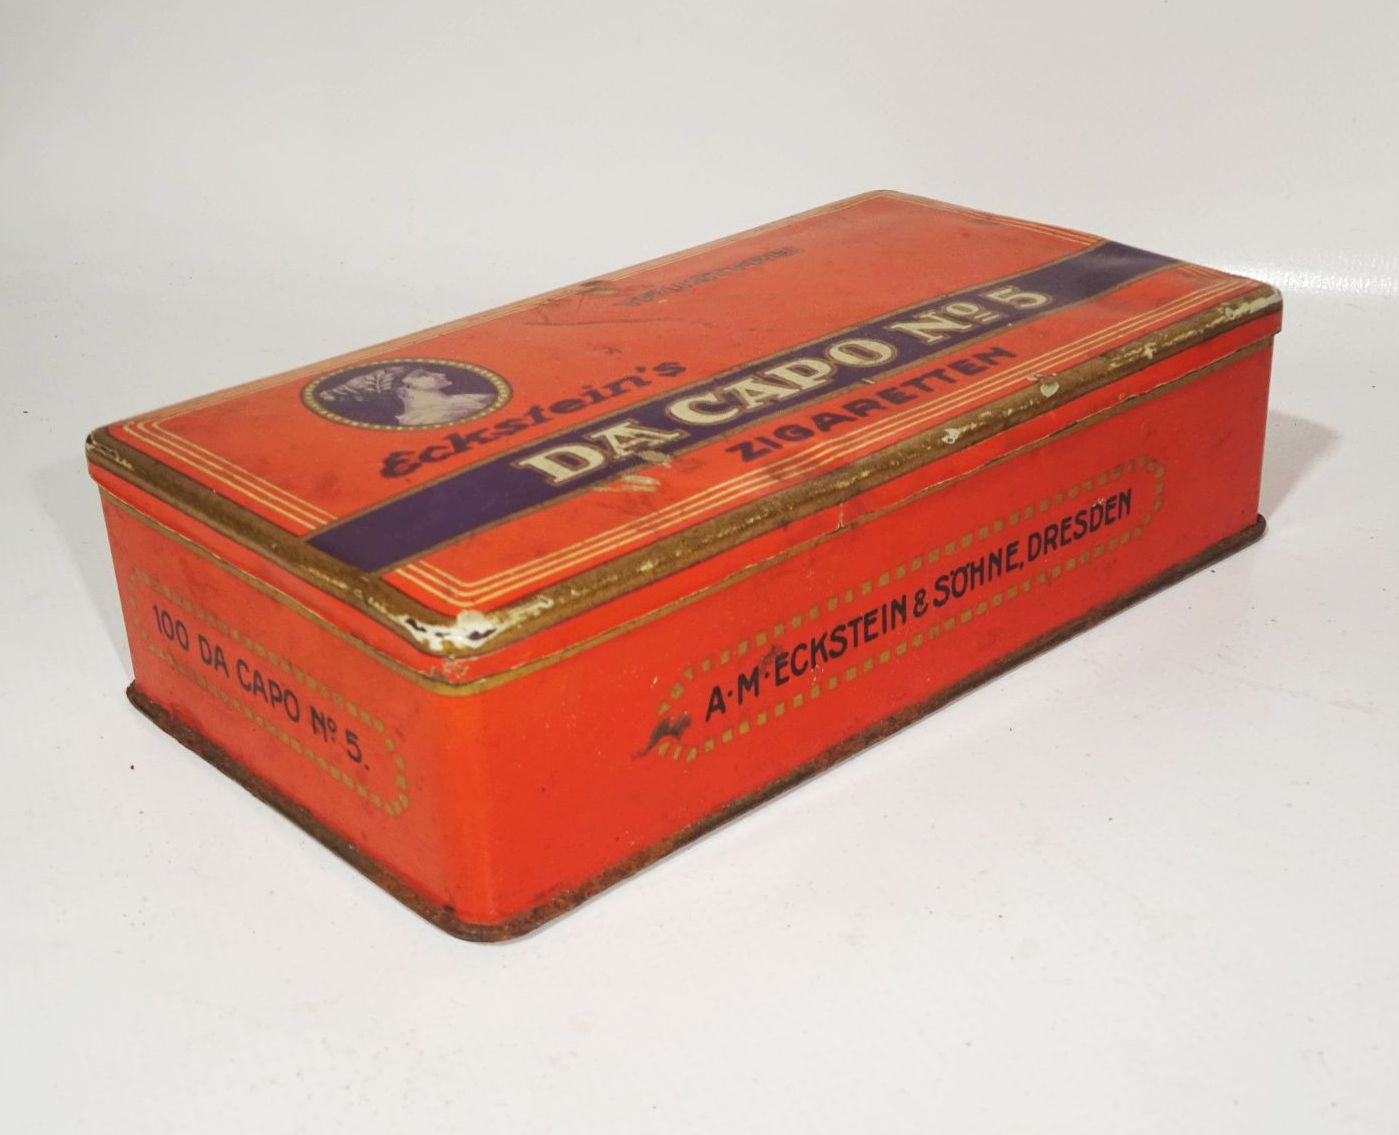 Eckstein's
DA CAPO No 5
ZIGARETTEN
100 DA CAPO No 5.
A·M·ECKSTEIN & SÖHNE, DRESDEN